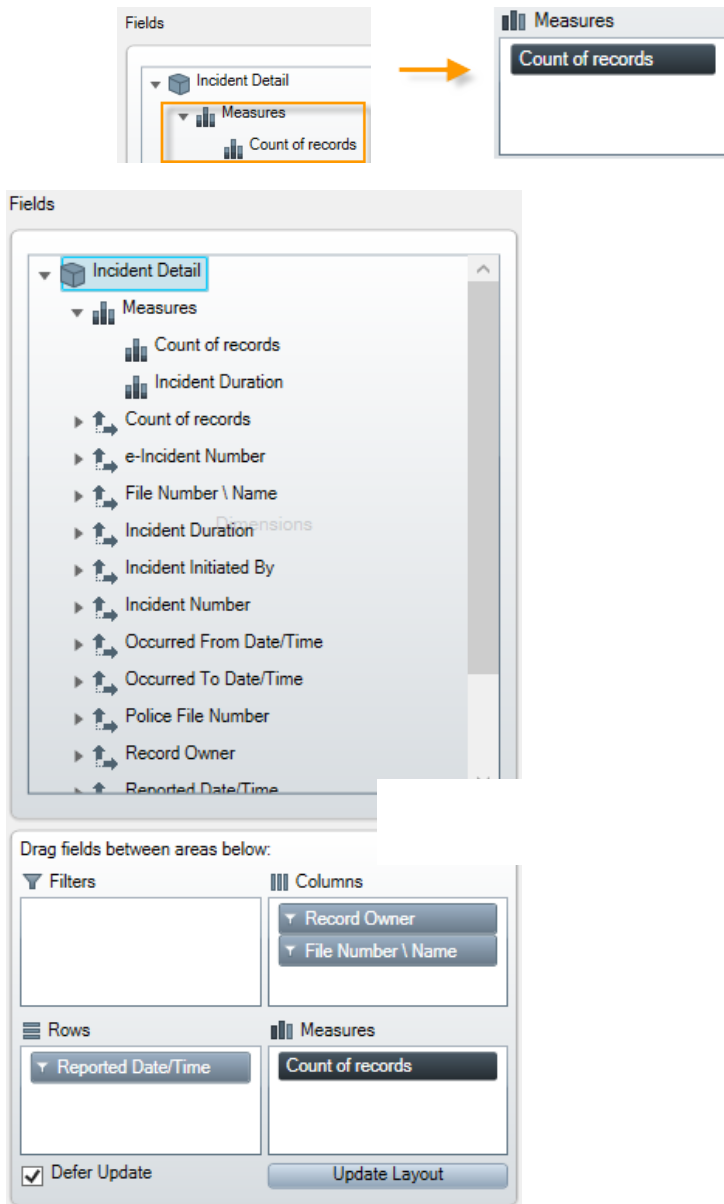 Fields
Incident Detail
Measures
Count of records
Measures
Count of records
Fields
Incident Detail
Measures
Count of records
Incident Duration
Count of records
e-Incident Number
File Number \ Name
Dimensions
Incident Duration
Incident Initiated By
Incident Number
Occurred From Date/Time
Occurred To Date/Time
Police File Number
Record Owner
Reported Date/Time
Drag fields between areas below:
Filters
Columns
Record Owner
File Number \ Name
Rows
Measures
Reported Date/Time
Count of records
Defer Update
Update Layout